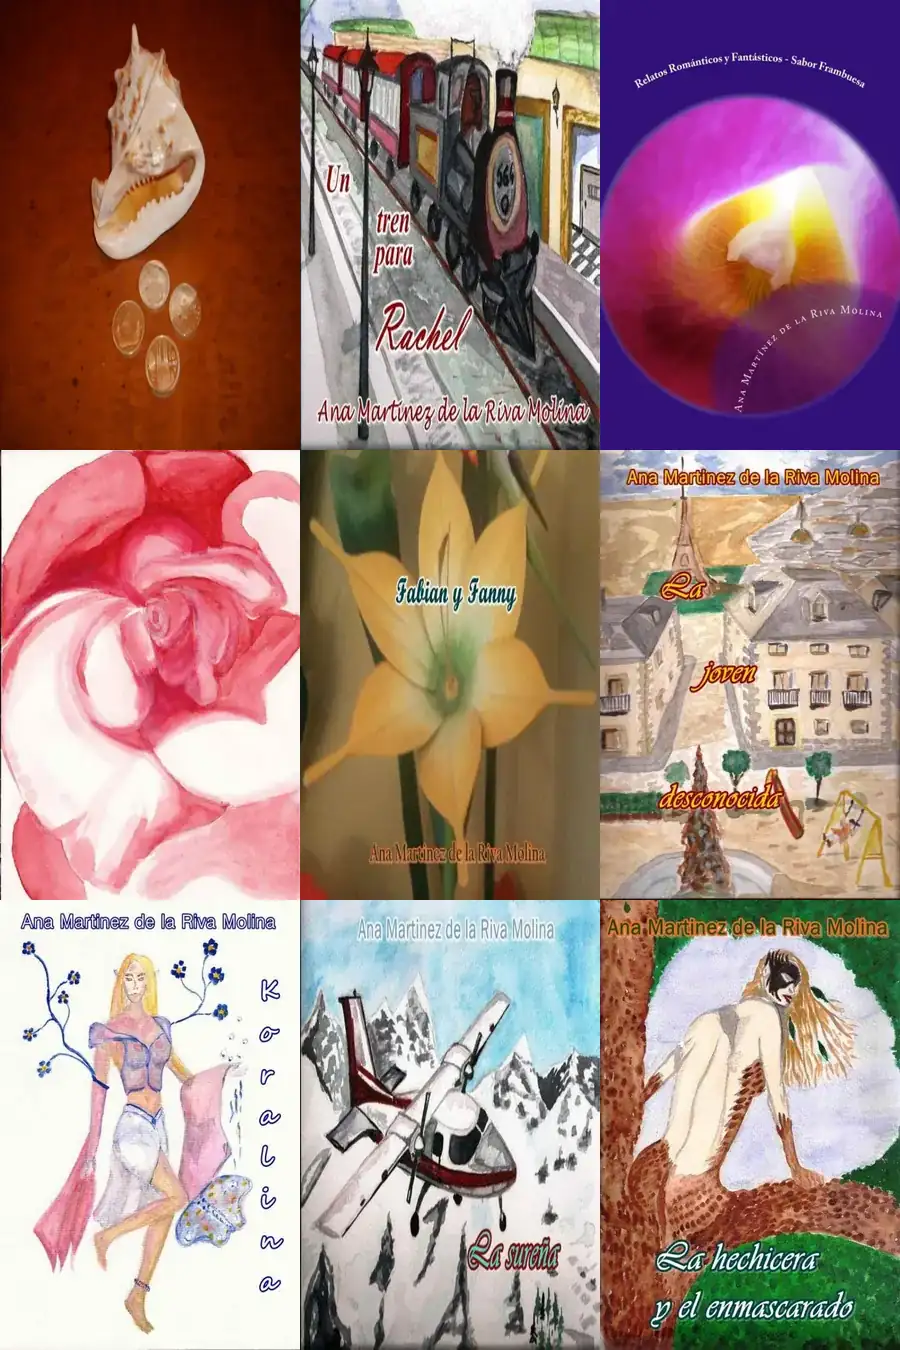 Un
tren
para
Rachel
Ana Martinez de la Riva Molina
Relatos Románticos y Fantásticos - Sabor Frambuesa
Ana Martínez de la Riva Molina
Fabian y Fanny
Ana Martinez de la Riva Molina
Ana Martinez de la Riva Molina
La
joven
desconocida
Ana Martinez de la Riva Molina
Koralina
Ana Martinez de la Riva Molina
La sureña
Ana Martinez de la Riva Molina
La hechicera
y el enmascarado